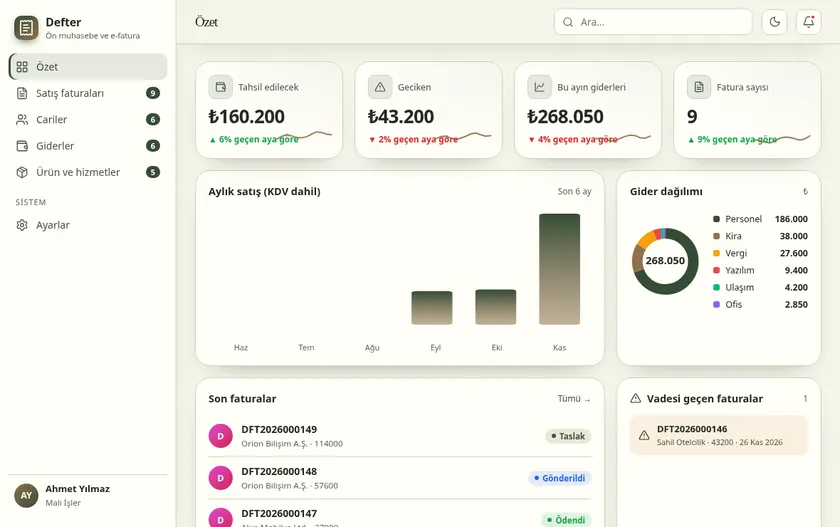 Defter
Ön muhasebe ve e-fatura
Özet
Satış faturaları 9
Cariler 6
Giderler 6
Ürün ve hizmetler 5
SİSTEM
Ayarlar
AY
Ahmet Yılmaz
Mali İşler
Özet
Ara...
Tahsil edilecek
₺160.200
▲ 6% geçen aya göre
Geciken
₺43.200
▼ 2% geçen aya göre
Bu ayın giderleri
₺268.050
▼ 4% geçen aya göre
Fatura sayısı
9
▲ 9% geçen aya göre
Aylık satış (KDV dahil) Son 6 ay
Haz Tem Ağu Eyl Eki Kas
Gider dağılımı ₺
268.050
Personel 186.000
Kira 38.000
Vergi 27.600
Yazılım 9.400
Ulaşım 4.200
Ofis 2.850
Son faturalar Tümü →
D
DFT2026000149
Orion Bilişim A.Ş. · 114000
Taslak
D
DFT2026000148
Orion Bilişim A.Ş. · 57600
Gönderildi
D
DFT2026000147
Ödendi
Vadesi geçen faturalar 1
DFT2026000146
Sahil Otelcilik · 43200 · 26 Kas 2026